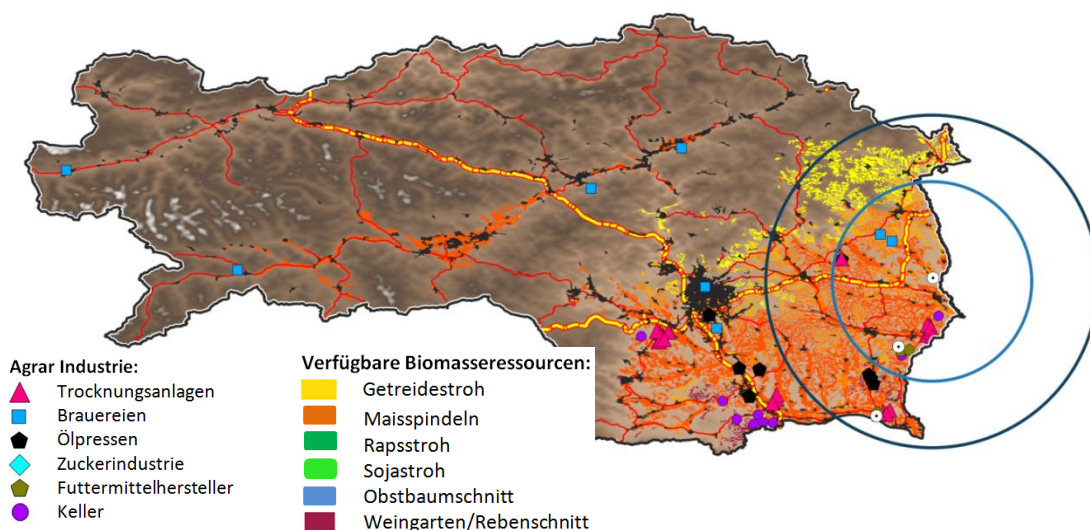 Agrar Industrie:
Trocknungsanlagen
Brauereien
Ölpressen
Zuckerindustrie
Futtermittelhersteller
Keller
Verfügbare Biomasseressourcen:
Getreidestroh
Maisspindeln
Rapsstroh
Sojastroh
Obstbaumschnitt
Weingarten/Rebenschnitt